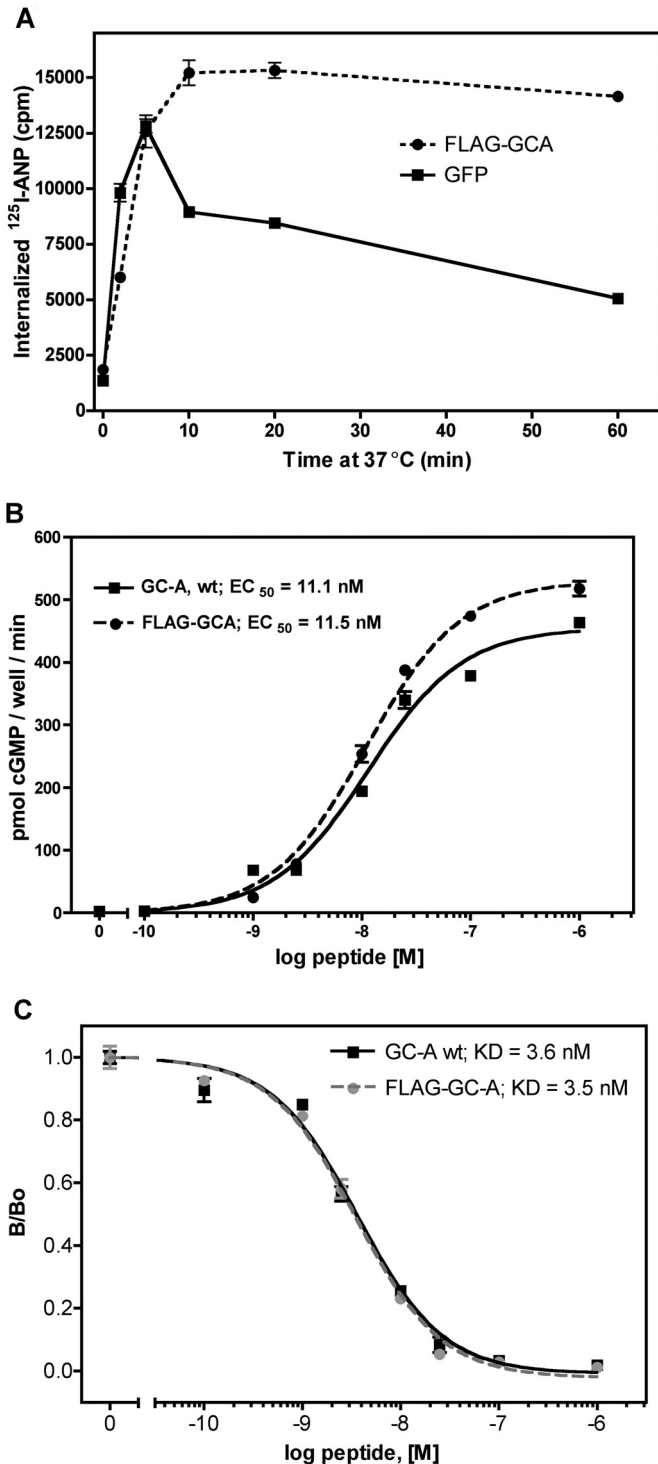 A
Internalized ¹²⁵I-ANP (cpm)
15000
12500
10000
7500
5000
2500
0
FLAG-GCA
GFP
0 10 20 30 40 50 60
Time at 37 °C (min)
B
pmol cGMP / well / min
600
500
400
300
200
100
0
GC-A, wt; EC 50 = 11.1 nM
FLAG-GCA; EC 50 = 11.5 nM
0 -10 -9 -8 -7 -6
log peptide [M]
C
B/Bo
1.0
0.8
0.6
0.4
0.2
0.0
GC-A wt; KD = 3.6 nM
FLAG-GC-A; KD = 3.5 nM
0 -10 -9 -8 -7 -6
log peptide, [M]